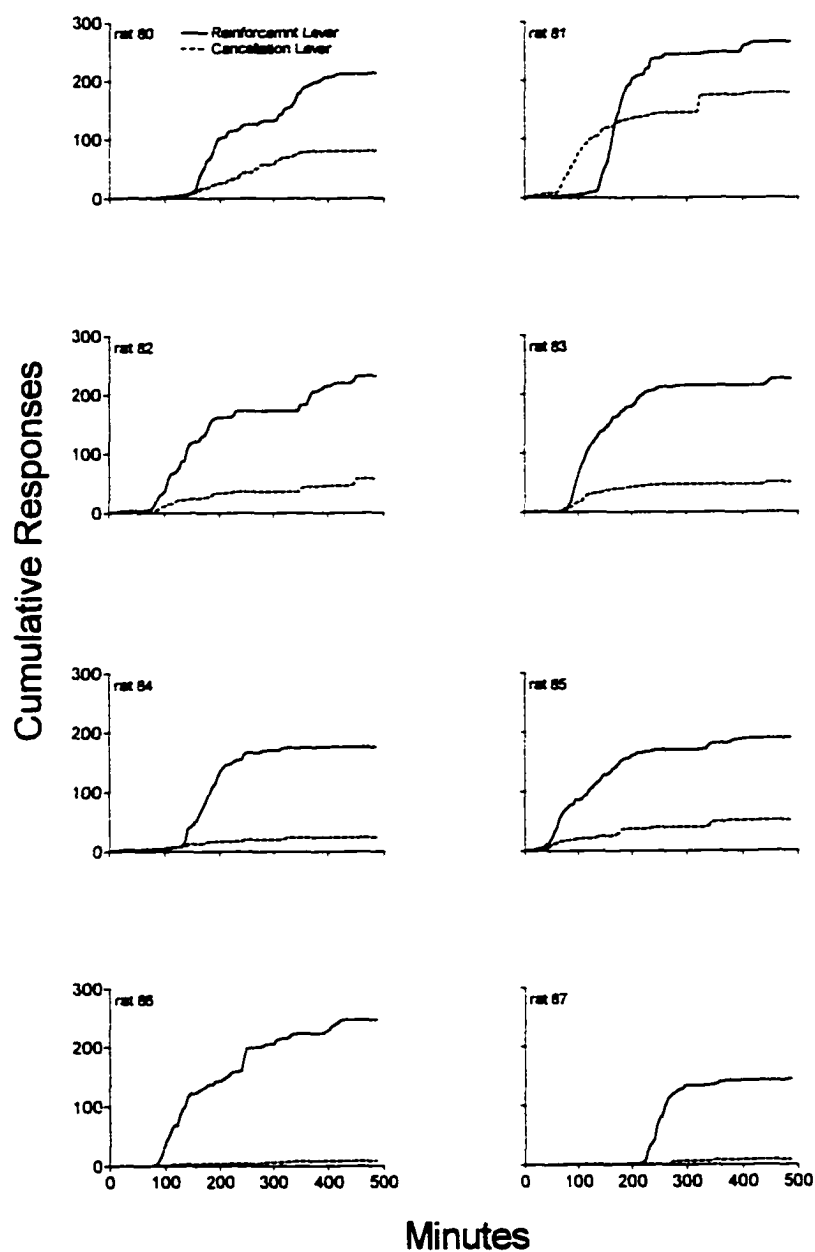 300
200
100
0
rat 80
Reinforcemnt Lever
Cancellation Lever
rat 81
300
200
100
0
rat 82
rat 83
Cumulative Responses
300
200
100
0
rat 84
rat 85
300
200
100
0
rat 86
rat 87
0 100 200 300 400 500
0 100 200 300 400 500
Minutes